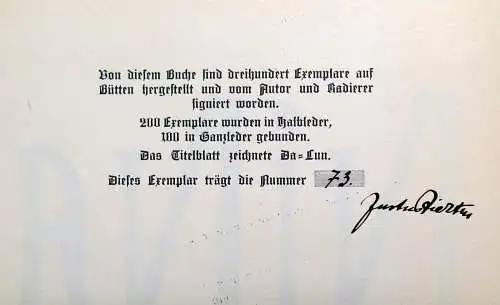 Von diesem Buche sind dreihundert Exemplare auf
Bütten hergestellt und vom Autor und Radierer
signiert worden.
200 Exemplare wurden in Halbleder,
100 in Ganzleder gebunden.
Das Titelblatt zeichnete Da=Lun.
Dieses Exemplar trägt die Nummer 73.